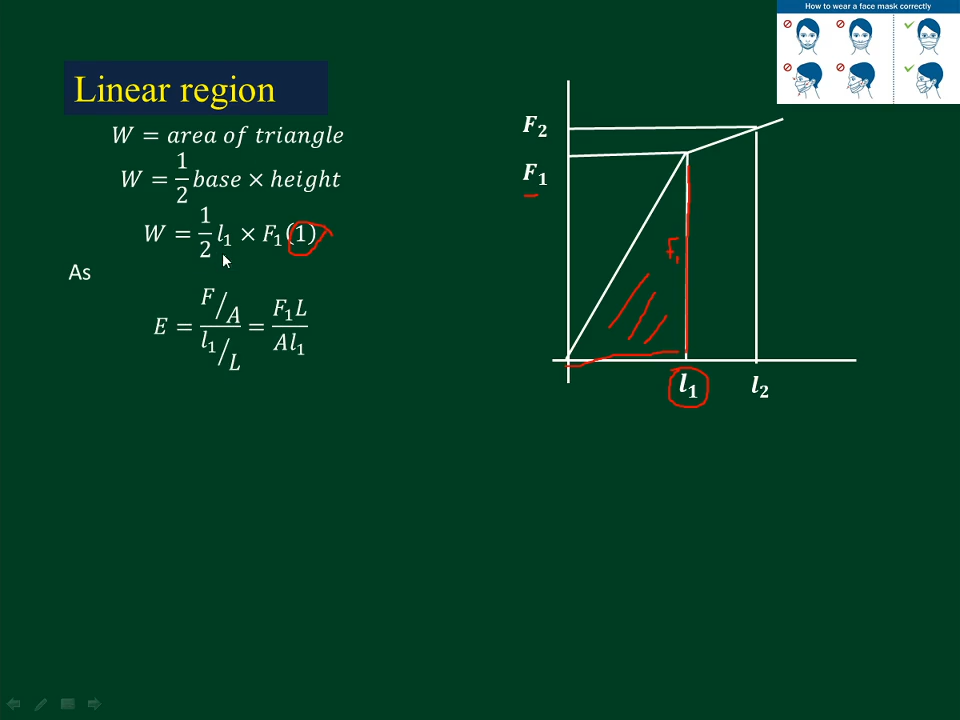 How to wear a face mask correctly
Linear region
W = area of triangle
W = 1/2 base × height
W = 1/2 l₁ × F₁(1)
As
E = (F/A)/(l₁/L) = F₁L/Al₁
F₂
F₁
F₁
l₁ l₂